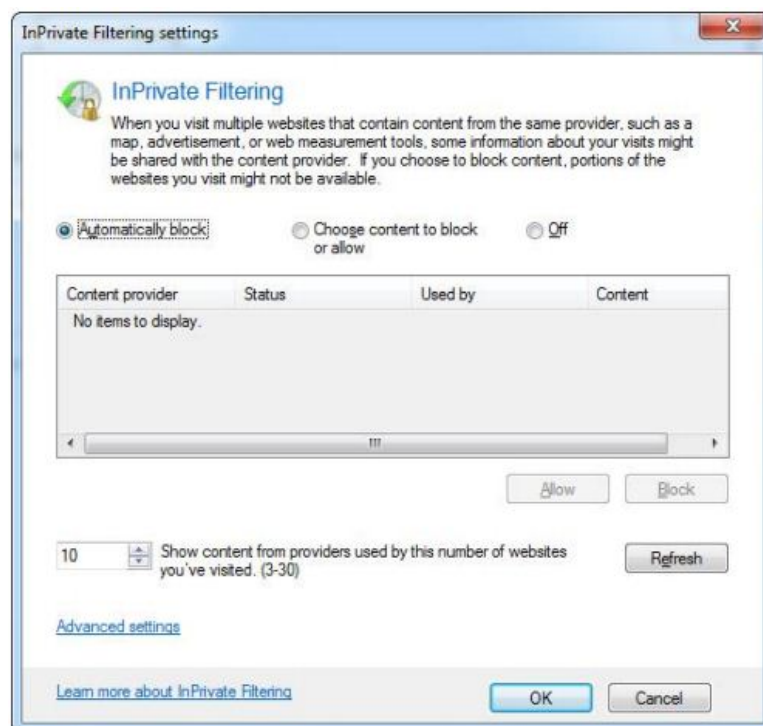 InPrivate Filtering settings
InPrivate Filtering
When you visit multiple websites that contain content from the same provider, such as a
map, advertisement, or web measurement tools, some information about your visits might
be shared with the content provider. If you choose to block content, portions of the
websites you visit might not be available.
Automatically block
Choose content to block
or allow
Off
Content provider Status Used by Content
No items to display.
Allow Block
10 Show content from providers used by this number of websites
you've visited. (3-30)
Refresh
Advanced settings
Learn more about InPrivate Filtering
OK Cancel